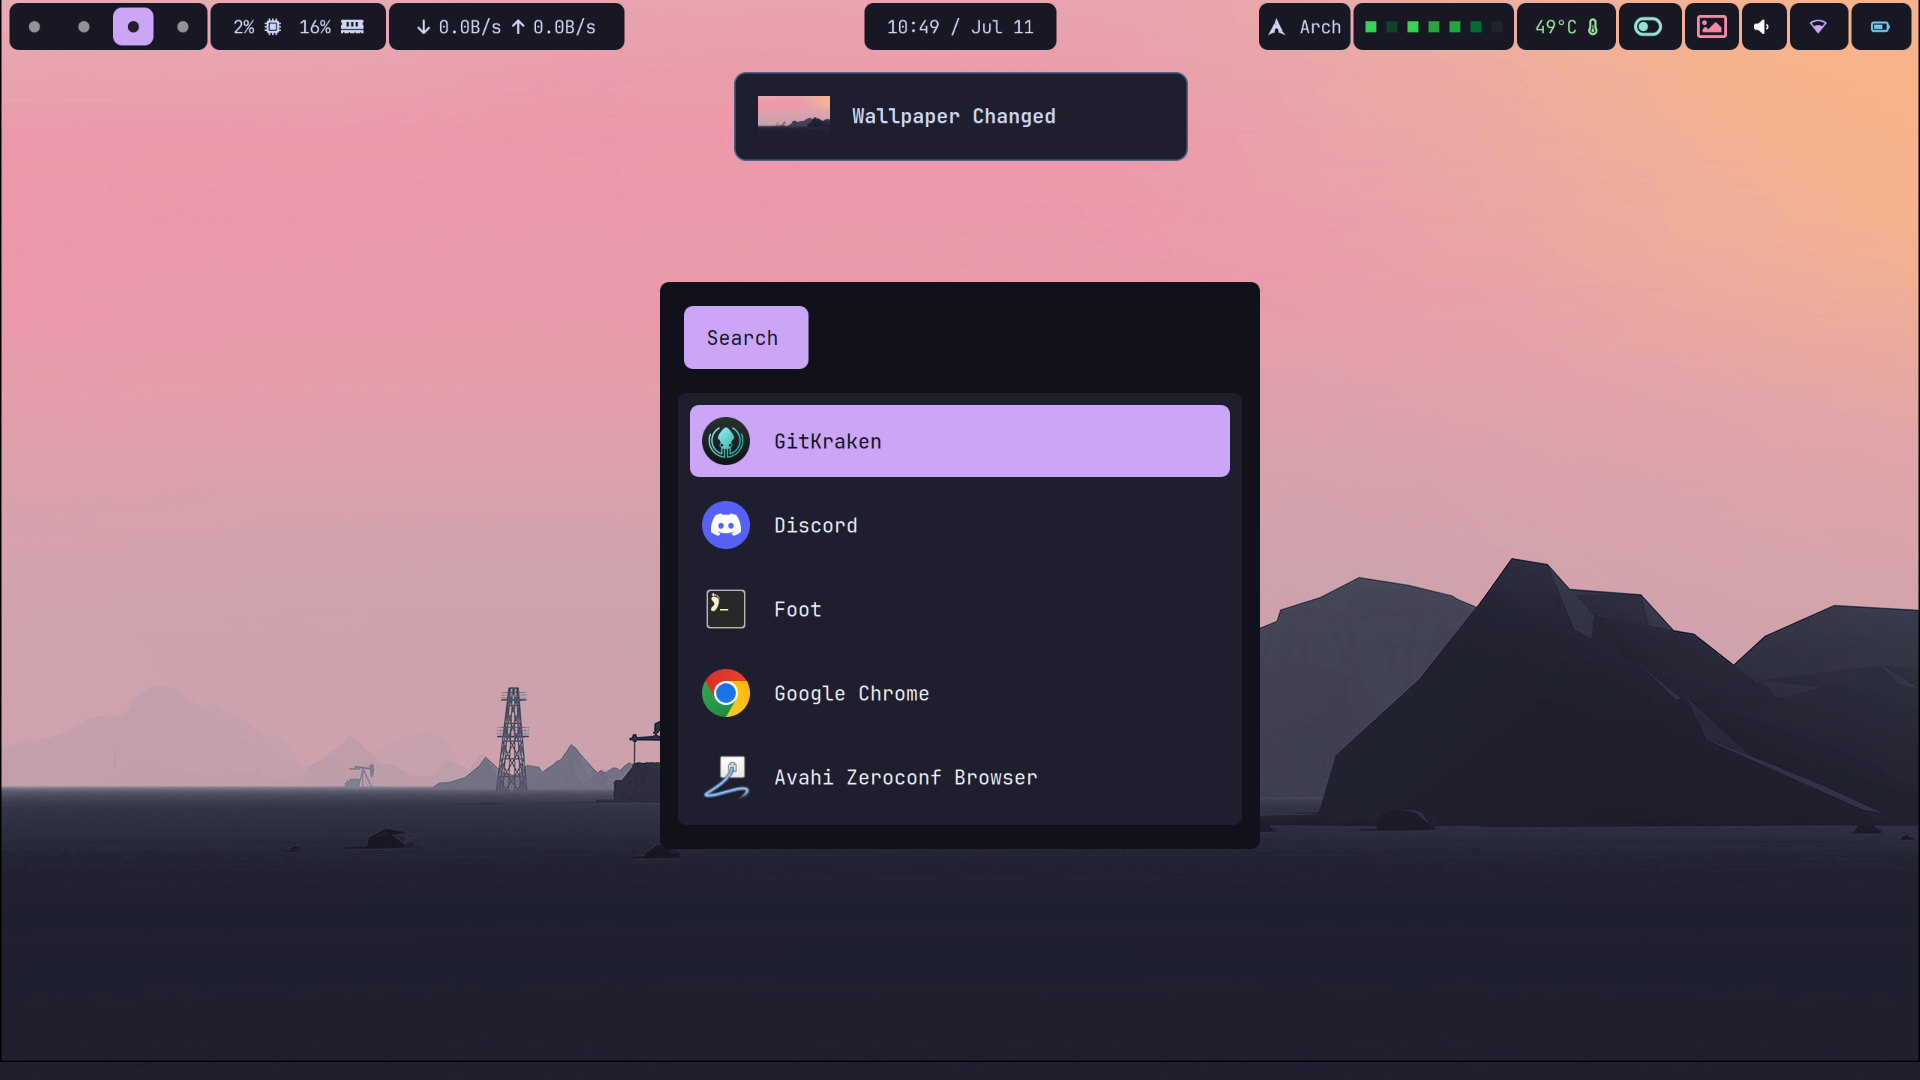 2% 16% 0.0B/s 0.0B/s 10:49 / Jul 11 Arch 49°C
Wallpaper Changed
Search
GitKraken
Discord
Foot
Google Chrome
Avahi Zeroconf Browser